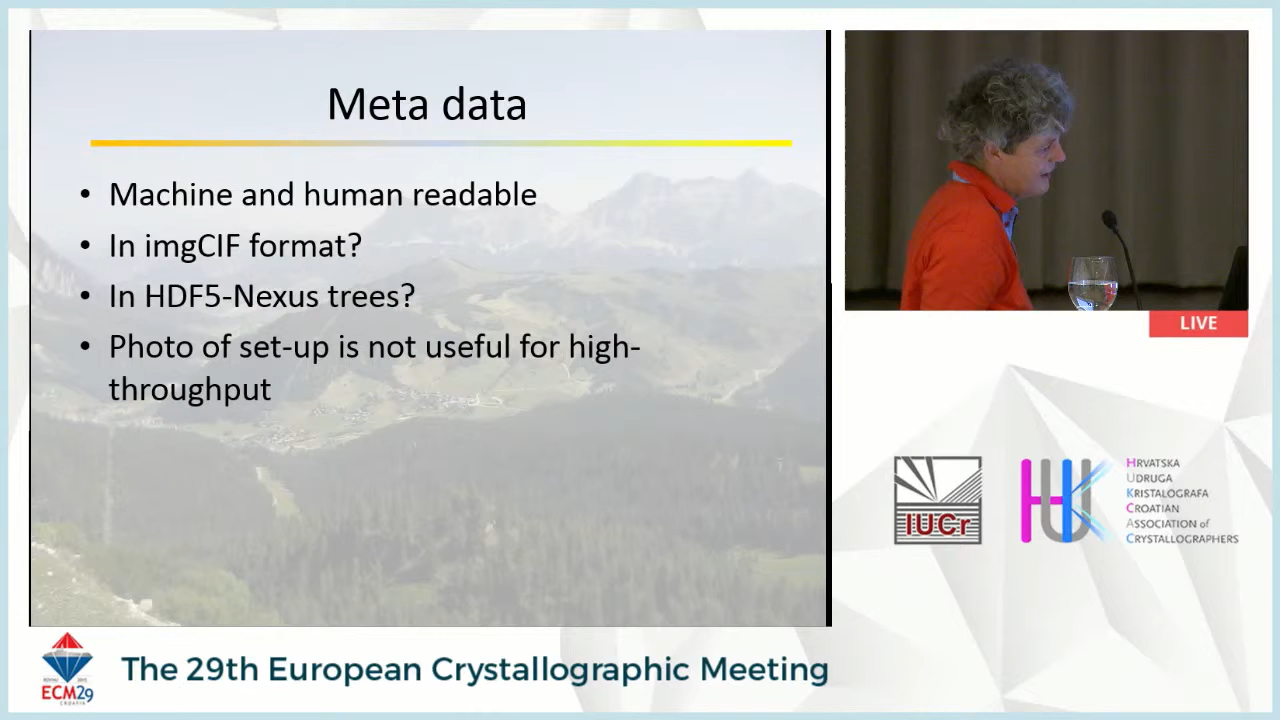 Meta data
• Machine and human readable
• In imgCIF format?
• In HDF5-Nexus trees?
• Photo of set-up is not useful for high-
throughput
LIVE
IUCr
HUK
HRVATSKA
UDRUGA
KRISTALOGRAFA
CROATIAN
ASSOCIATION of
CRYSTALLOGRAPHERS
ECM29
CROATIA
The 29th European Crystallographic Meeting